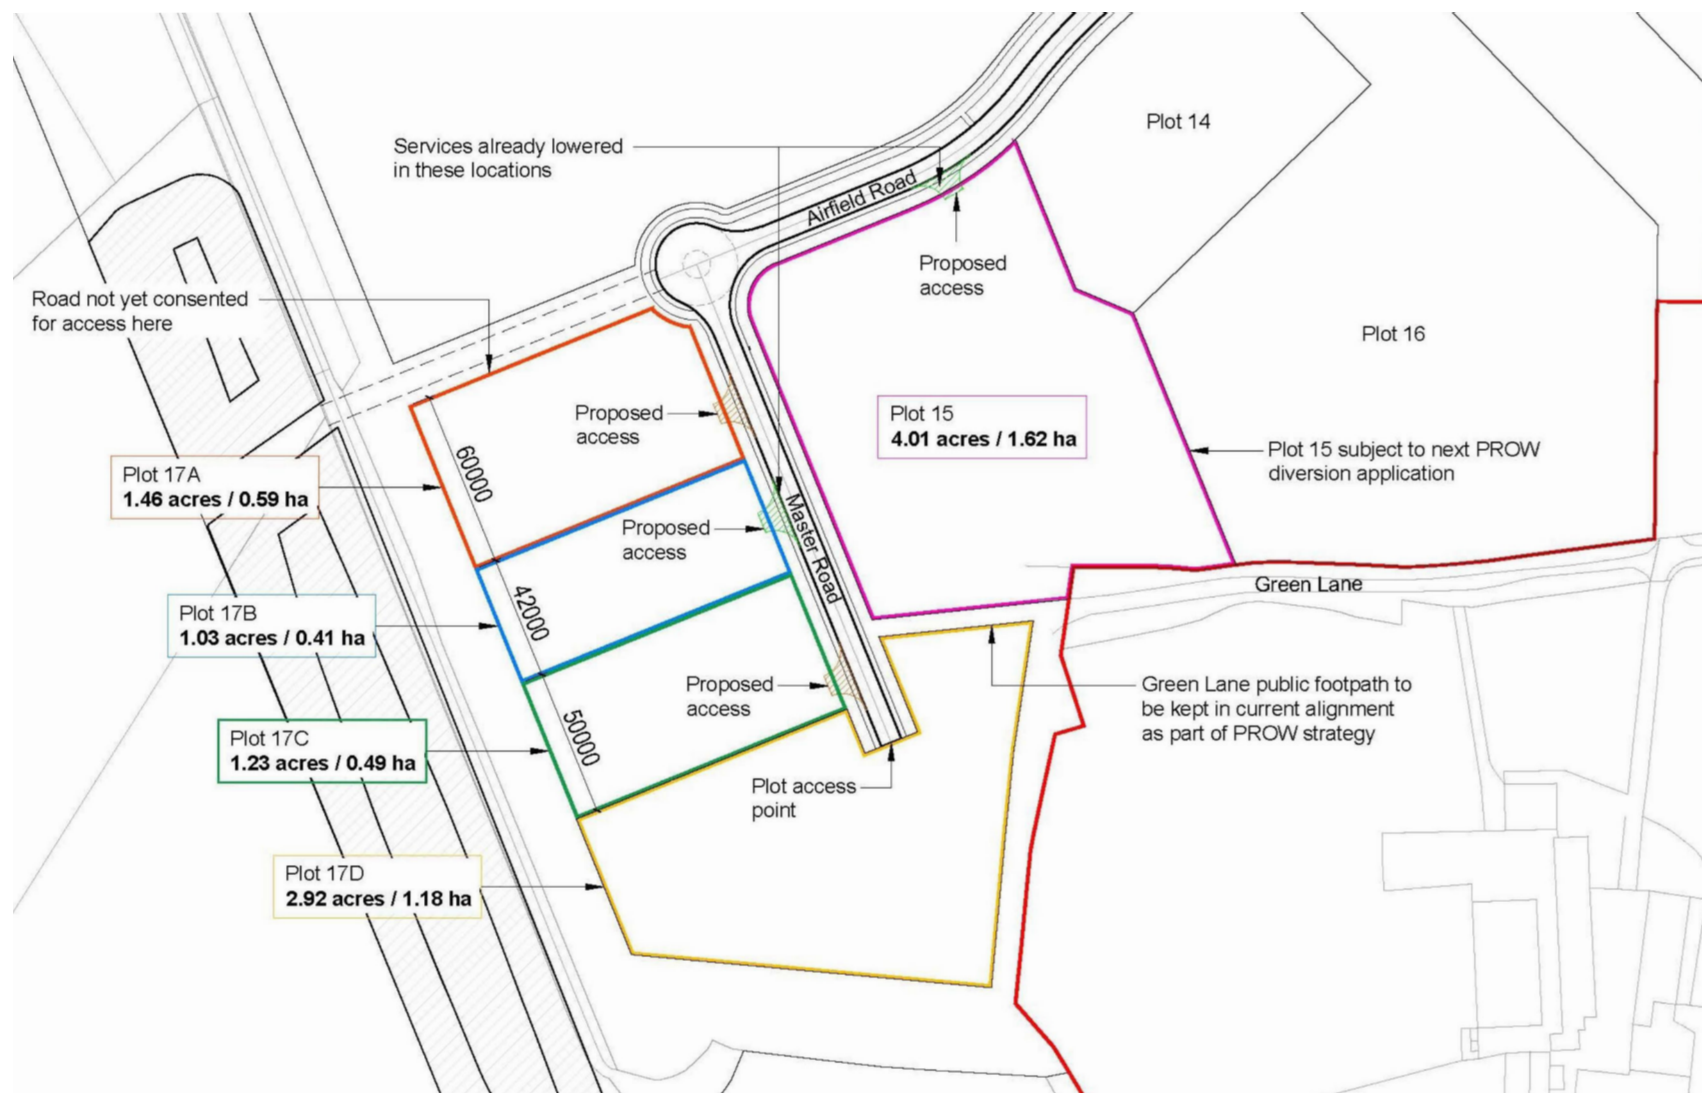 Plot 14
Services already lowered
in these locations
Airfield Road
Proposed
access
Road not yet consented
for access here
Plot 16
Proposed
access
Plot 15
4.01 acres / 1.62 ha
Plot 15 subject to next PROW
diversion application
Plot 17A
1.46 acres / 0.59 ha
60000
Proposed
access
Master Road
Plot 17B
1.03 acres / 0.41 ha
42000
Green Lane
Proposed
access
Green Lane public footpath to
be kept in current alignment
as part of PROW strategy
Plot 17C
1.23 acres / 0.49 ha
50000
Plot access
point
Plot 17D
2.92 acres / 1.18 ha